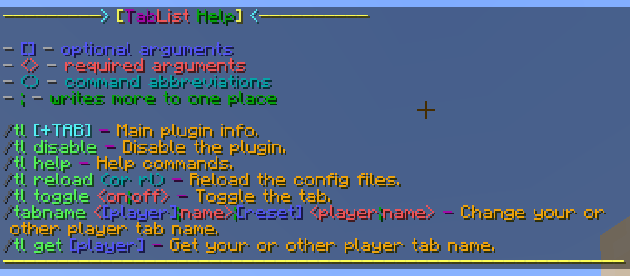 ----------> [TabList Help] <----------
- [] - optional arguments
- <> - required arguments
- () - command abbreviations
- ; - writes more to one place
/tl [+TAB] - Main plugin info.
/tl disable - Disable the plugin.
/tl help - Help commands.
/tl reload (or rl) - Reload the config files.
/tl toggle <on;off> - Toggle the tab.
/tabname <[player];name>;[reset] <player;name> - Change your or
other player tab name.
/tl get [player] - Get your or other player tab name.